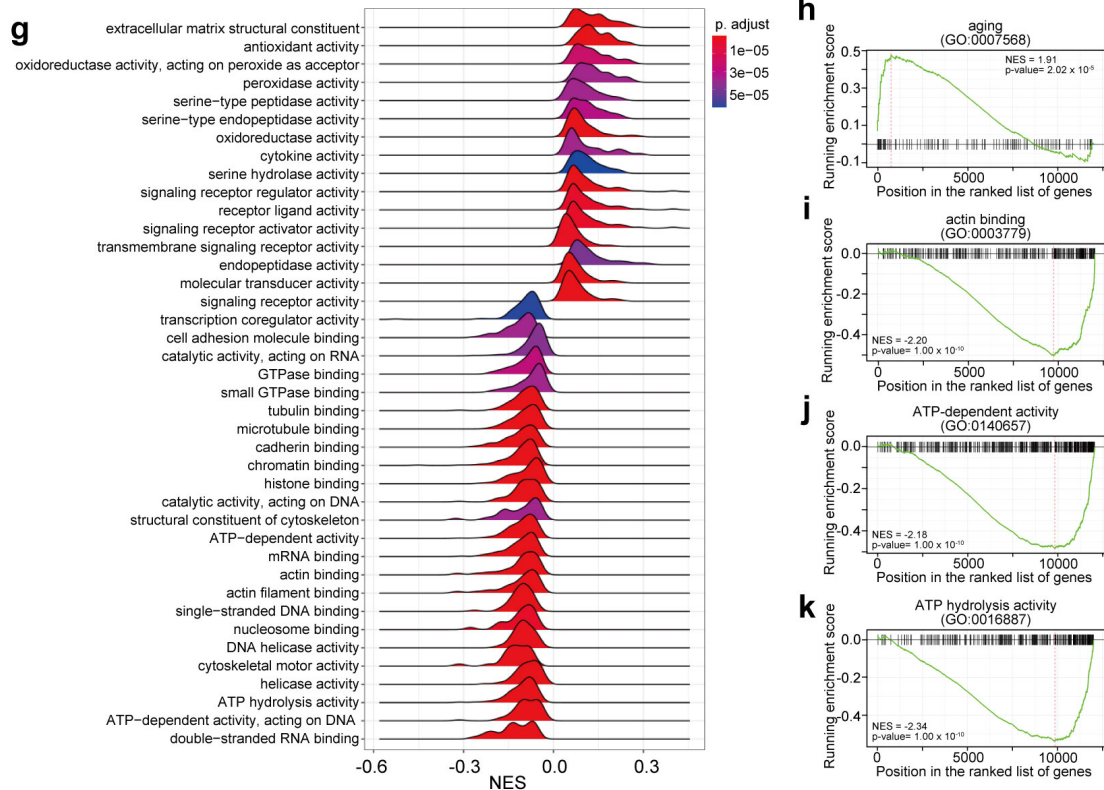 g
extracellular matrix structural constituent
antioxidant activity
oxidoreductase activity, acting on peroxide as acceptor
peroxidase activity
serine-type peptidase activity
serine-type endopeptidase activity
oxidoreductase activity
cytokine activity
serine hydrolase activity
signaling receptor regulator activity
receptor ligand activity
signaling receptor activator activity
transmembrane signaling receptor activity
endopeptidase activity
molecular transducer activity
signaling receptor activity
transcription coregulator activity
cell adhesion molecule binding
catalytic activity, acting on RNA
GTPase binding
small GTPase binding
tubulin binding
microtubule binding
cadherin binding
chromatin binding
histone binding
catalytic activity, acting on DNA
structural constituent of cytoskeleton
ATP-dependent activity
mRNA binding
actin binding
actin filament binding
single-stranded DNA binding
nucleosome binding
DNA helicase activity
cytoskeletal motor activity
helicase activity
ATP hydrolysis activity
ATP-dependent activity, acting on DNA
double-stranded RNA binding
-0.6 -0.3 0.0 0.3
NES
p. adjust
1e-05
3e-05
5e-05
h
aging
(GO:0007568)
Running enrichment score
0.5
0.3
0.1
-0.1
NES = 1.91
p-value= 2.02 x 10-5
0 5000 10000
Position in the ranked list of genes
i
actin binding
(GO:0003779)
Running enrichment score
0.0
-0.2
-0.4
NES = -2.20
p-value= 1.00 x 10-10
0 5000 10000
Position in the ranked list of genes
j
ATP-dependent activity
(GO:0140657)
Running enrichment score
0.0
-0.2
-0.4
NES = -2.18
p-value= 1.00 x 10-10
0 5000 10000
Position in the ranked list of genes
k
ATP hydrolysis activity
(GO:0016887)
Running enrichment score
0.0
-0.2
-0.4
NES = -2.34
p-value= 1.00 x 10-10
0 5000 10000
Position in the ranked list of genes